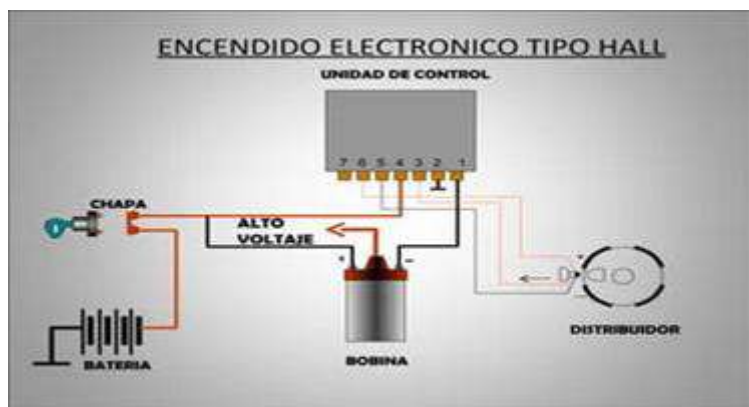 ENCENDIDO ELECTRONICO TIPO HALL
UNIDAD DE CONTROL
7 6 5 4 3 2 1
CHAPA
ALTO
VOLTAJE
+ -
DISTRIBUIDOR
BATERIA
BOBINA